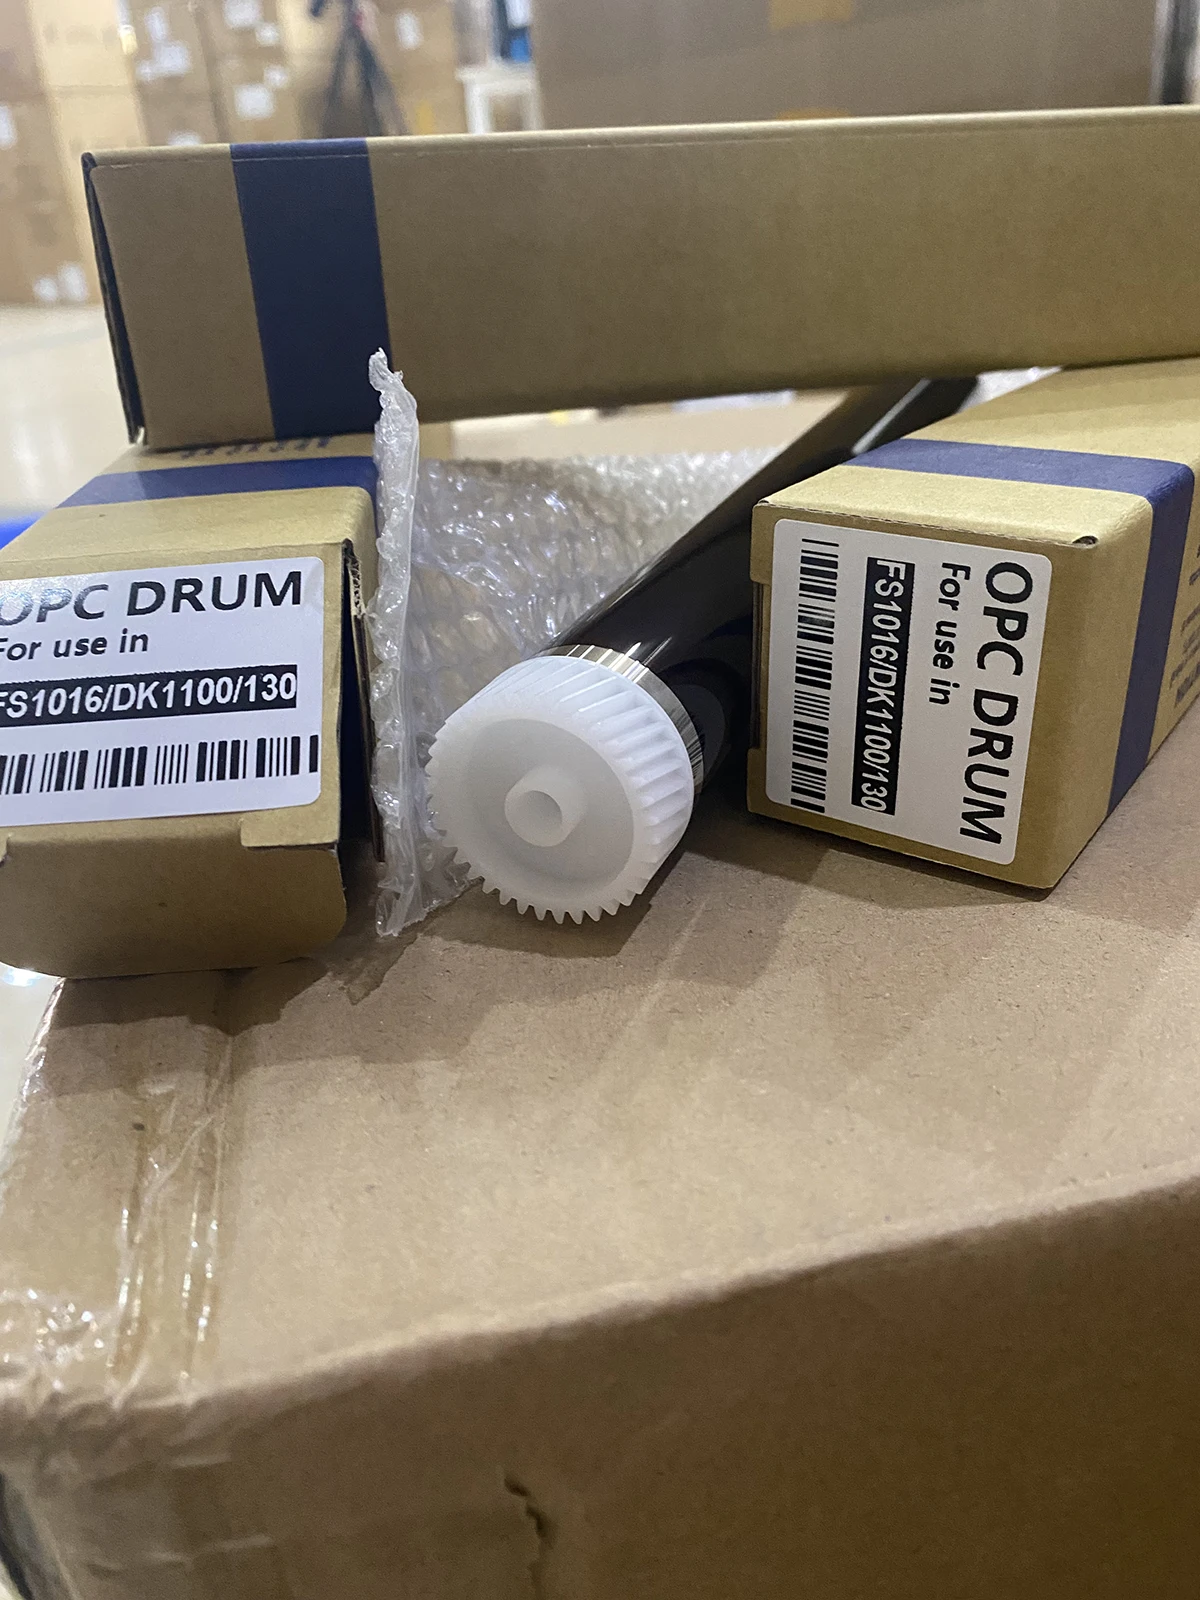 OPC DRUM
For use in
FS1016/DK1100/130
OPC DRUM
For use in
FS1016/DK1100/130